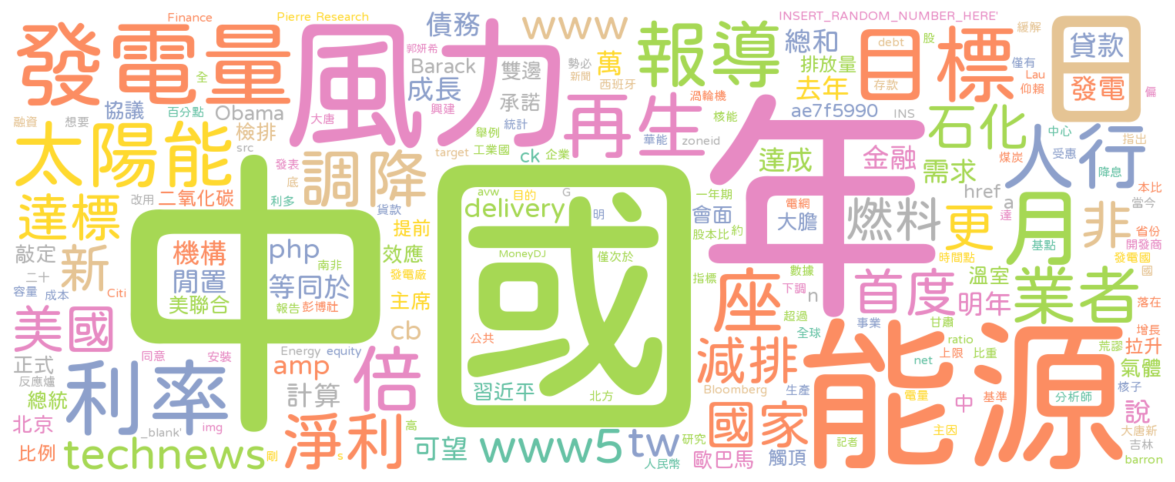 Finance
Pierre Research
INSERT_RANDOM_NUMBER_HERE'
發電量
風力
債務
www
報導
總和
萬
日標
debt
股
緩解
僅有
日
貸款
發電
郭妍希
Barack
雙邊
勢必
新聞
西班牙
排放量
去年
存款
Lau
仰賴
偏
協議
百分點
全
成長
承諾
興建
再生
渦輪機
核能
年
ae7f5990
INS
石化
中心
指出
人行
融資
想要
Obama
大唐
舉例
統計
華能
zoneid
太陽能
檢排
src
發表
底
調降
target
工業國
ck
企業
達成
金融
需求
煤炭
受惠
降息
本比
當今
達標
改用
二氧化碳
利多
貨款
中
國
avw
目的
G
明
delivery
一年期
會面
股本比
約
電網
大膽
燃料
href
a
達
更
月
基點
非
省份
開發商
發電國
國
時間點
敲定
新
機構
php
提前
效應
MoneyDJ
僅次於
指標
數據
n
溫室
二十
容量
成本
Citi
閒置
美聯合
南非
等同於
報告
彭博社
發電廠
主席
cb
座
下調
超過
全球
首度
明年
業者
落在
增長
美國
公共
事業
甘肅
ratio
上限
比重
荒謬
拉升
正式
反應爐
同意
安裝
利率
Energy
equity
倍
amp
計算
習近平
北方
減排
Bloomberg
生產
net
能源
電量
氣體
核子
總統
北京
_blank'
img
高
國家
中
基準
分析師
說
比例
technews
剛
s
淨利
可望
www5
tw
人民幣
研究
歐巴馬
觸頂
記者
主因
大唐新
吉林
barron